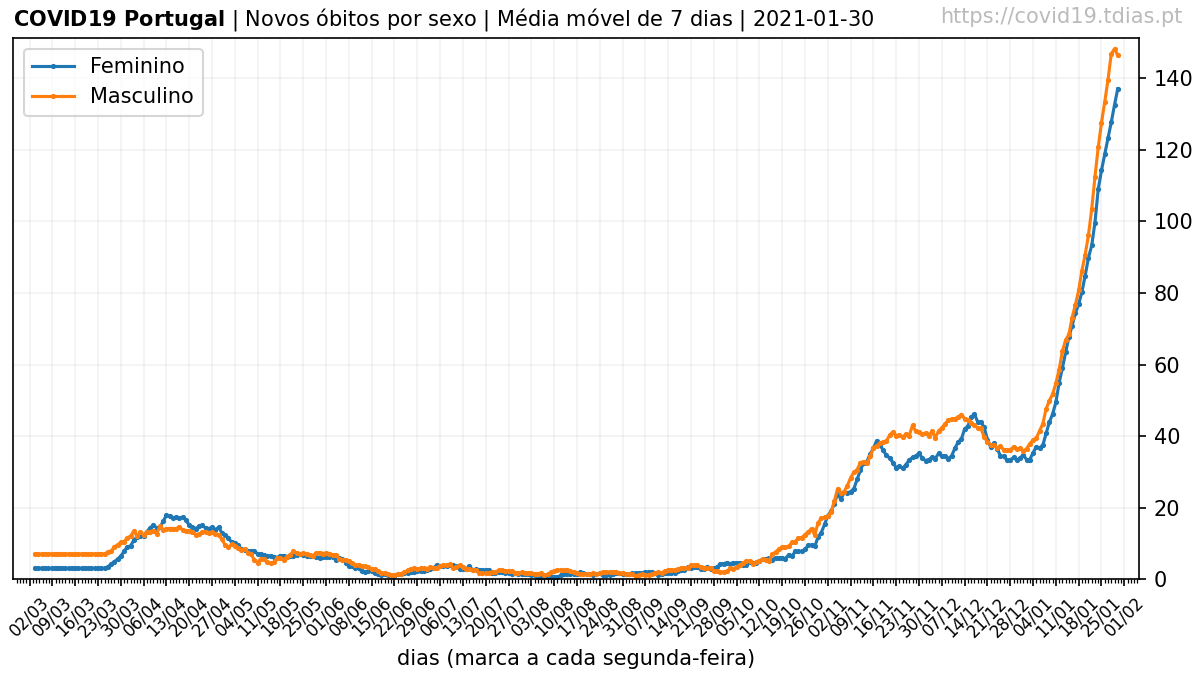 COVID19 Portugal | Novos óbitos por sexo | Média móvel de 7 dias | 2021-01-30
https://covid19.tdias.pt
Feminino
Masculino
140
120
100
80
60
40
20
0
02/03 09/03 16/03 23/03 30/03 06/04 13/04 20/04 27/04 04/05 11/05 18/05 25/05 01/06 08/06 15/06 22/06 29/06 06/07 13/07 20/07 27/07 03/08 10/08 17/08 24/08 31/08 07/09 14/09 21/09 28/09 05/10 12/10 19/10 26/10 02/11 09/11 16/11 23/11 30/11 07/12 14/12 21/12 28/12 04/01 11/01 18/01 25/01 01/02
dias (marca a cada segunda-feira)